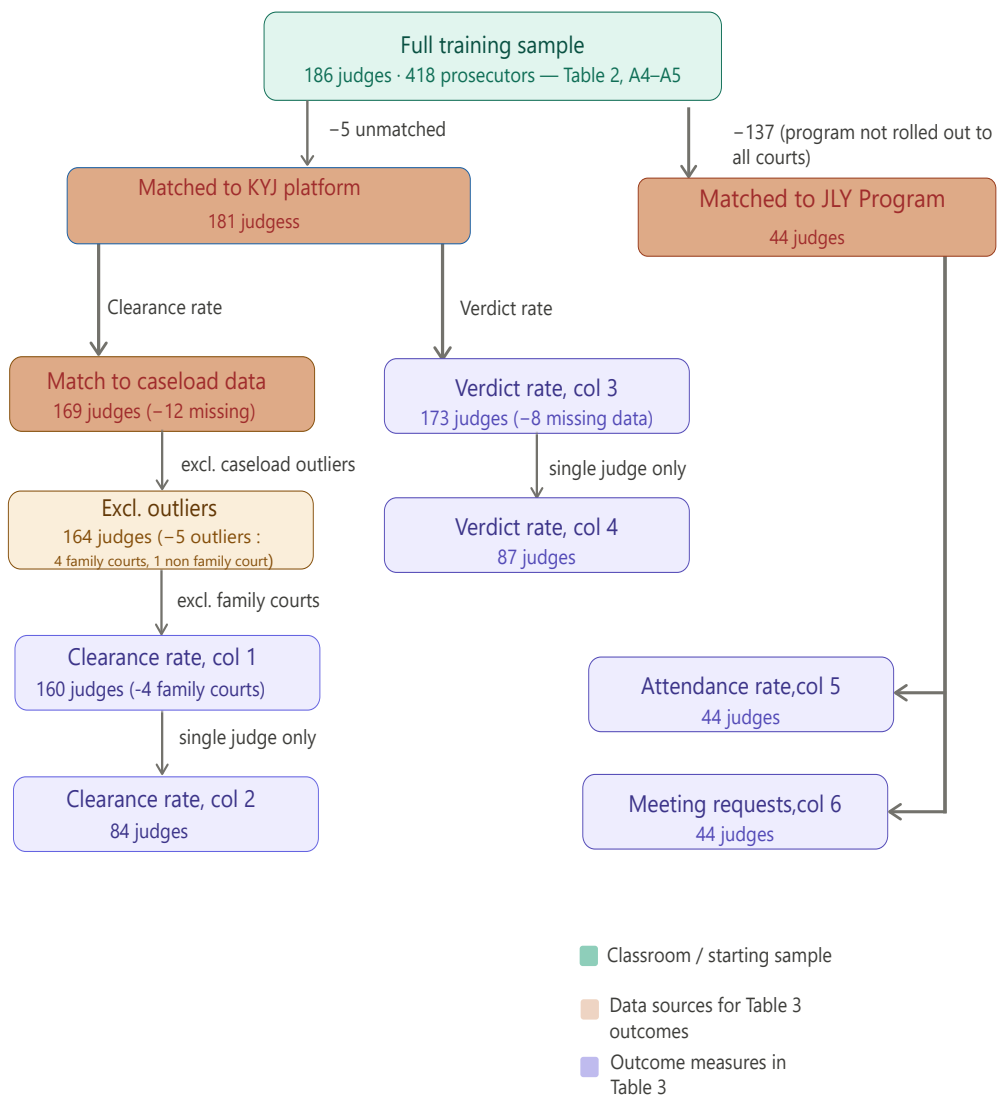 Full training sample
186 judges · 418 prosecutors — Table 2, A4–A5
−5 unmatched
−137 (program not rolled out to
all courts)
Matched to KYJ platform
181 judgess
Matched to JLY Program
44 judges
Clearance rate
Verdict rate
Match to caseload data
169 judges (−12 missing)
Verdict rate, col 3
173 judges (−8 missing data)
excl. caseload outliers
single judge only
Excl. outliers
164 judges (−5 outliers :
4 family courts, 1 non family court)
Verdict rate, col 4
87 judges
excl. family courts
Clearance rate, col 1
160 judges (-4 family courts)
Attendance rate,col 5
44 judges
single judge only
Clearance rate, col 2
84 judges
Meeting requests,col 6
44 judges
Classroom / starting sample
Data sources for Table 3
outcomes
Outcome measures in
Table 3